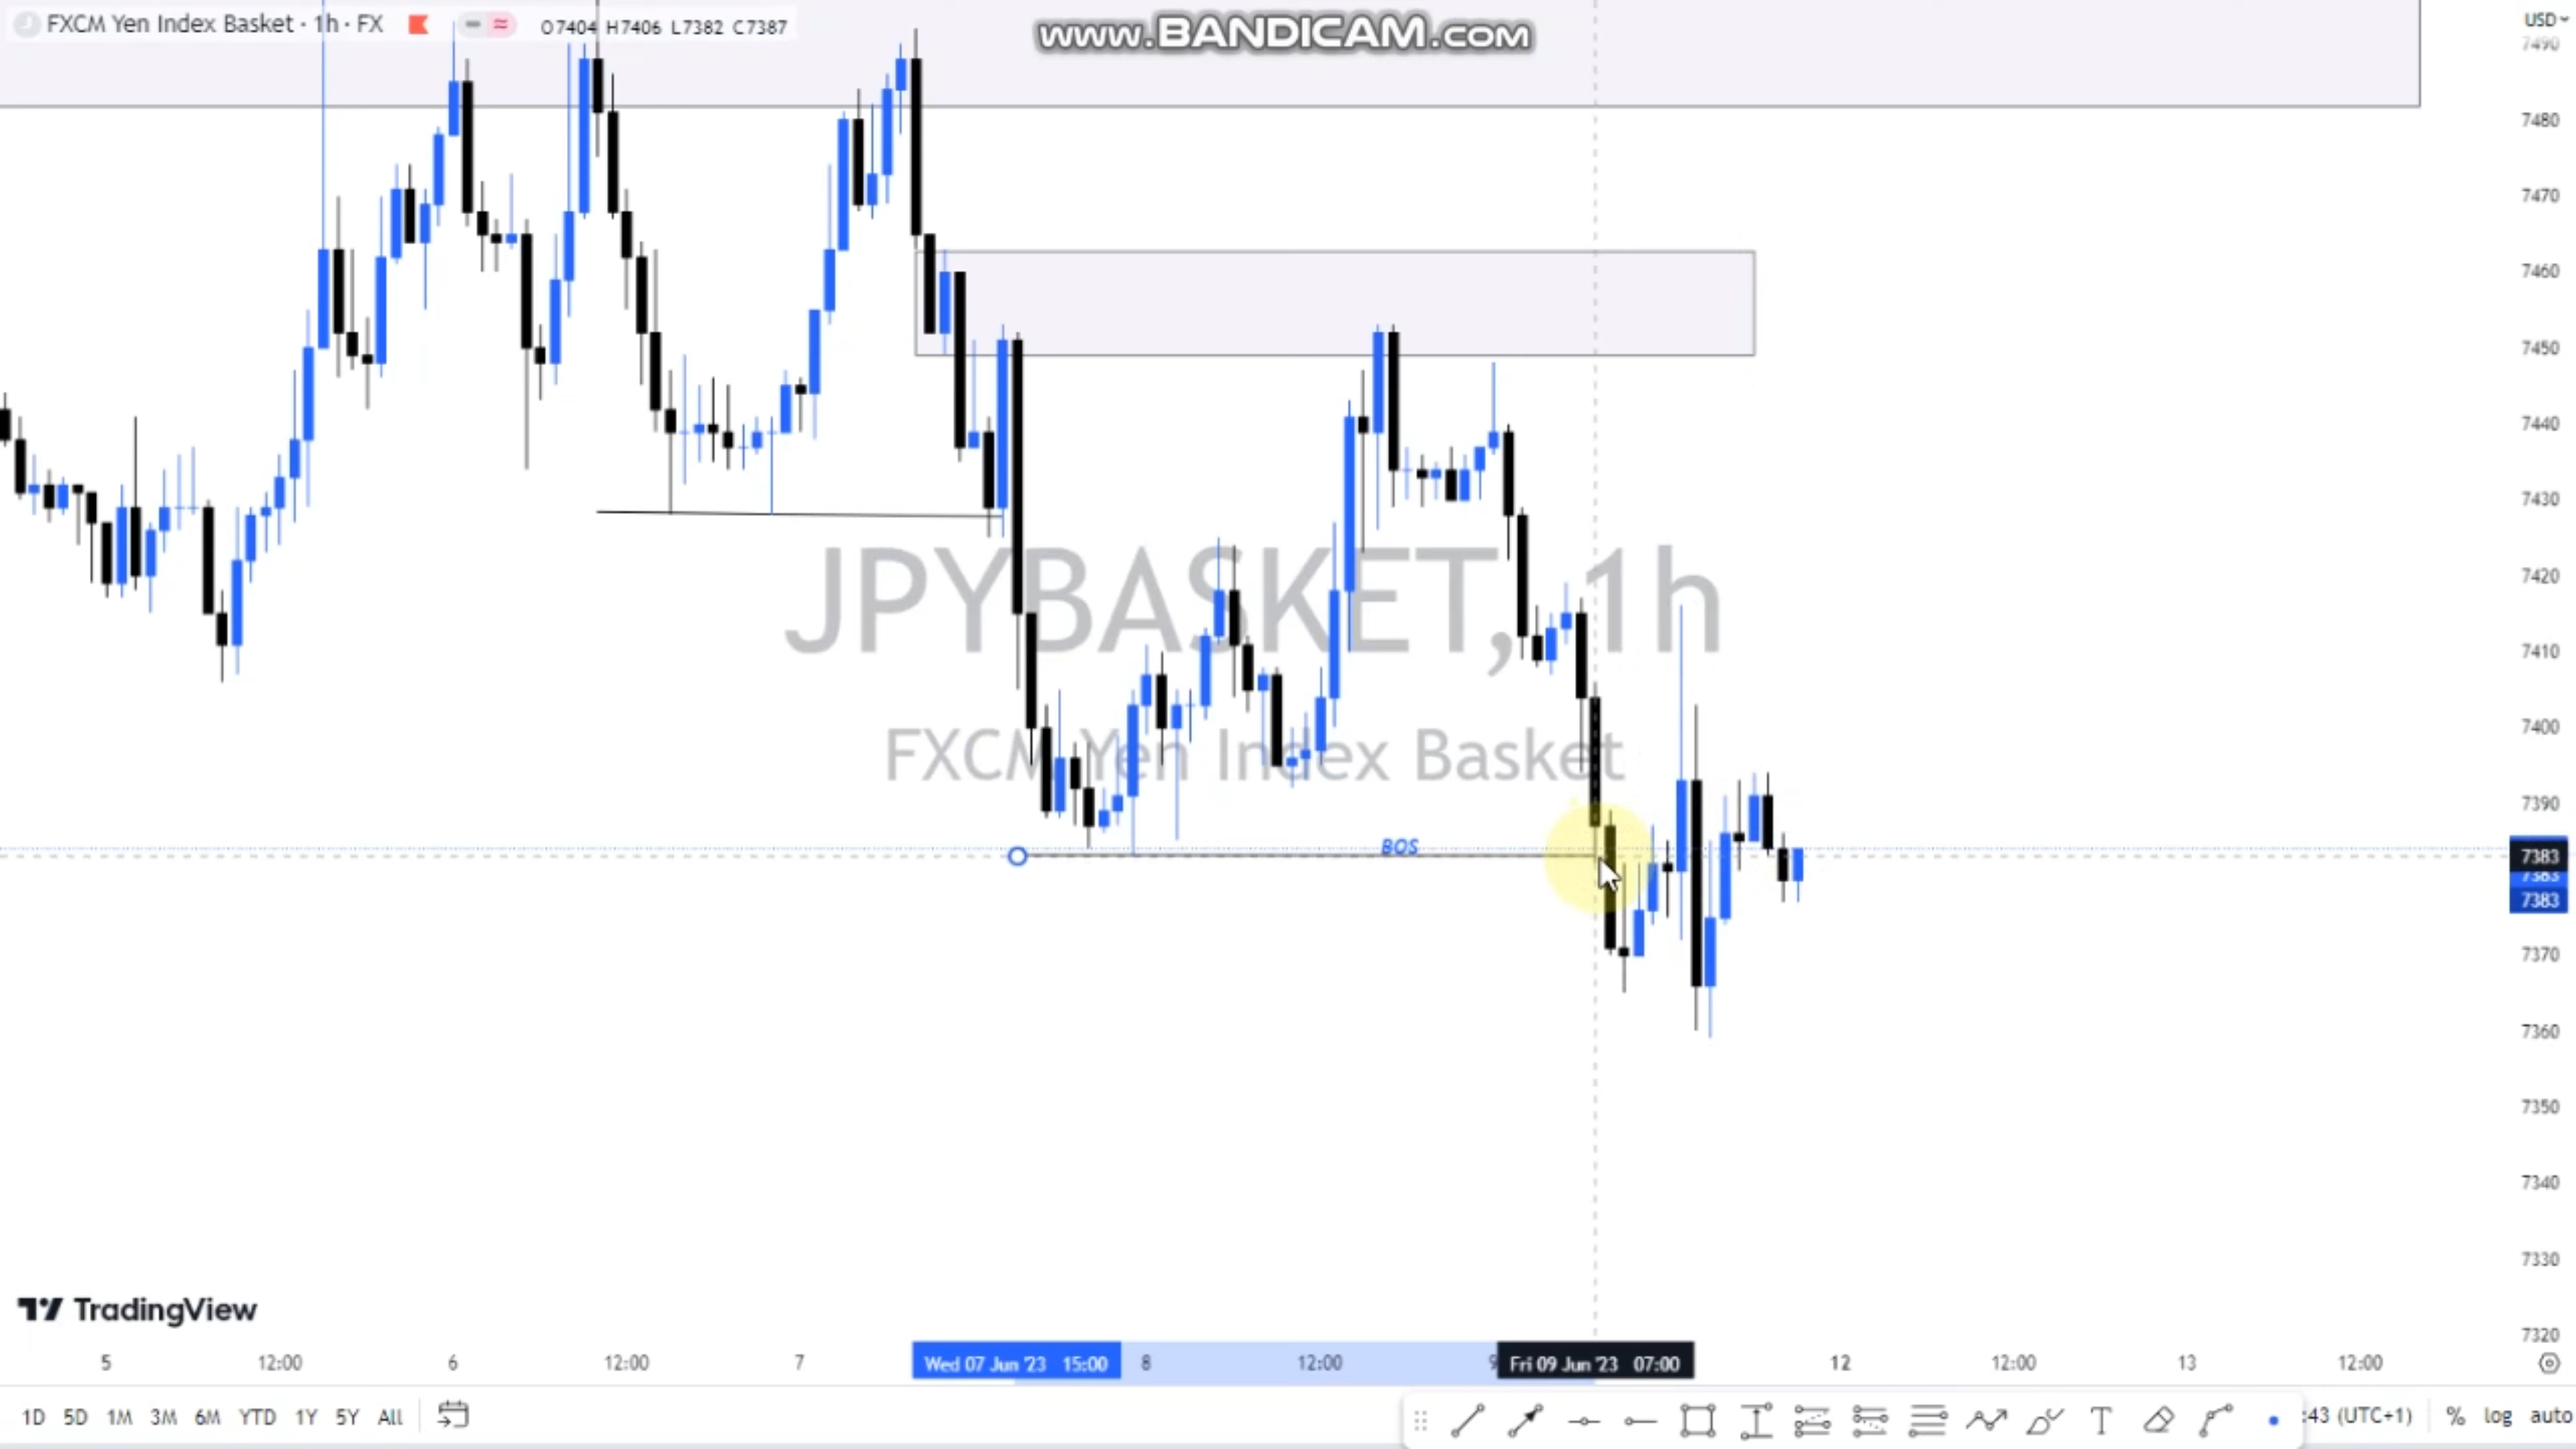 FXCM Yen Index Basket · 1h · FX O7404 H7406 L7382 C7387
www.BANDICAM.com
USD
7490
7480
7470
7460
7450
7440
7430
7420
7410
7400
7390
7383
7383
7383
7370
7360
7350
7340
7330
7320
JPYBASKET, 1h
FXCM Yen Index Basket
BOS
TradingView
5 12:00 6 12:00 7 Wed 07 Jun '23 15:00 8 12:00 9 Fri 09 Jun '23 07:00 12 12:00 13 12:00
1D 5D 1M 3M 6M YTD 1Y 5Y All T :43 (UTC+1) % log auto